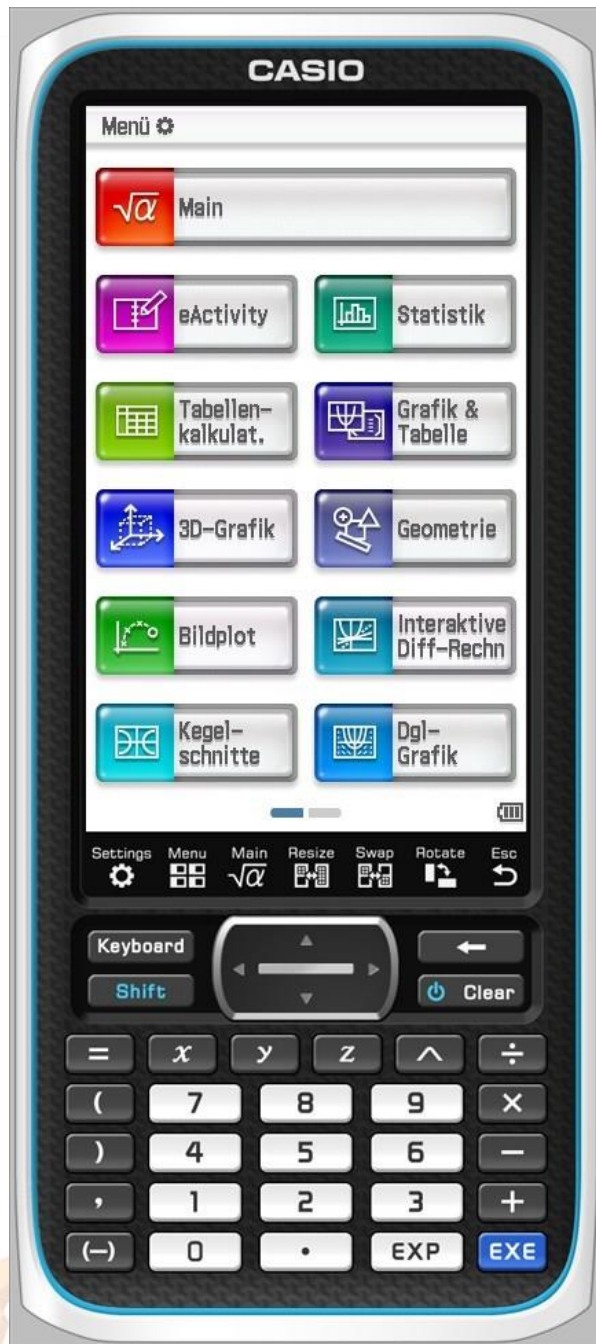 CASIO
Menü
√α Main
eActivity
Statistik
Tabellen-
kalkulat.
Grafik &
Tabelle
3D-Grafik
Geometrie
Bildplot
Interaktive
Diff-Rechn
Kegel-
schnitte
Dgl-
Grafik
Settings Menu Main Resize Swap Rotate Esc
√α
Keyboard
Shift
Clear
= x y z ^ ÷
( 7 8 9 ×
) 4 5 6 −
, 1 2 3 +
(−) 0 . EXP EXE